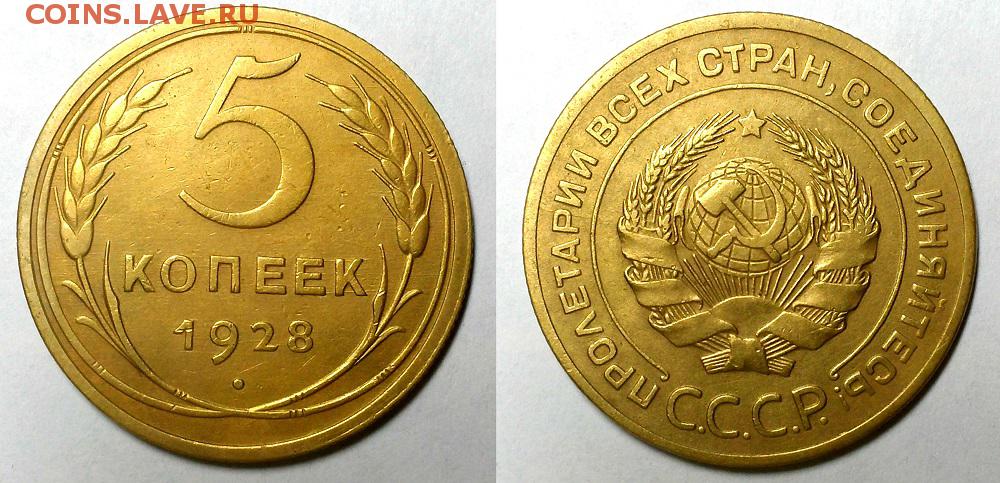 COINS.LAVE.RU
5
КОПЕЕК
1928
ПРОЛЕТАРИИ ВСЕХ СТРАН, СОЕДИНЯЙТЕСЬ!
С.С.С.Р.